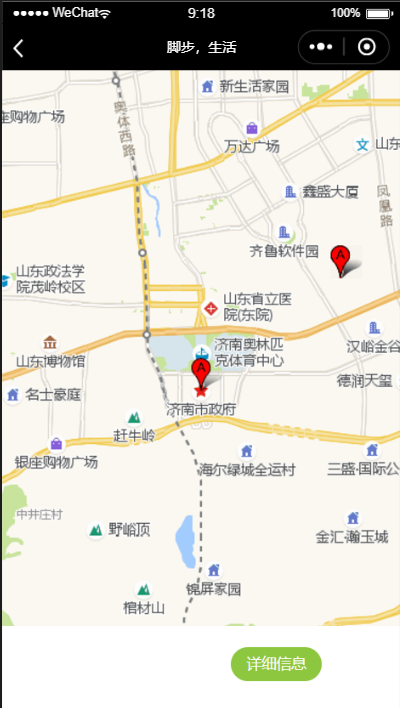 WeChat
9:18
100%
脚步，生活
新生活家园
座购物广场
奥体西路
万达广场
山东
鑫盛大厦
凤凰路
齐鲁软件园
山东政法学
院茂岭校区
山东省立医
院(东院)
济南奥林匹
克体育中心
汉峪金谷
山东博物馆
德润天玺
名士豪庭
济南市政府
赶牛岭
银座购物广场
海尔绿城全运村
三盛·国际公
中井庄村
野峪顶
金汇·瀚玉城
锦屏家园
棺材山
详细信息
A
A